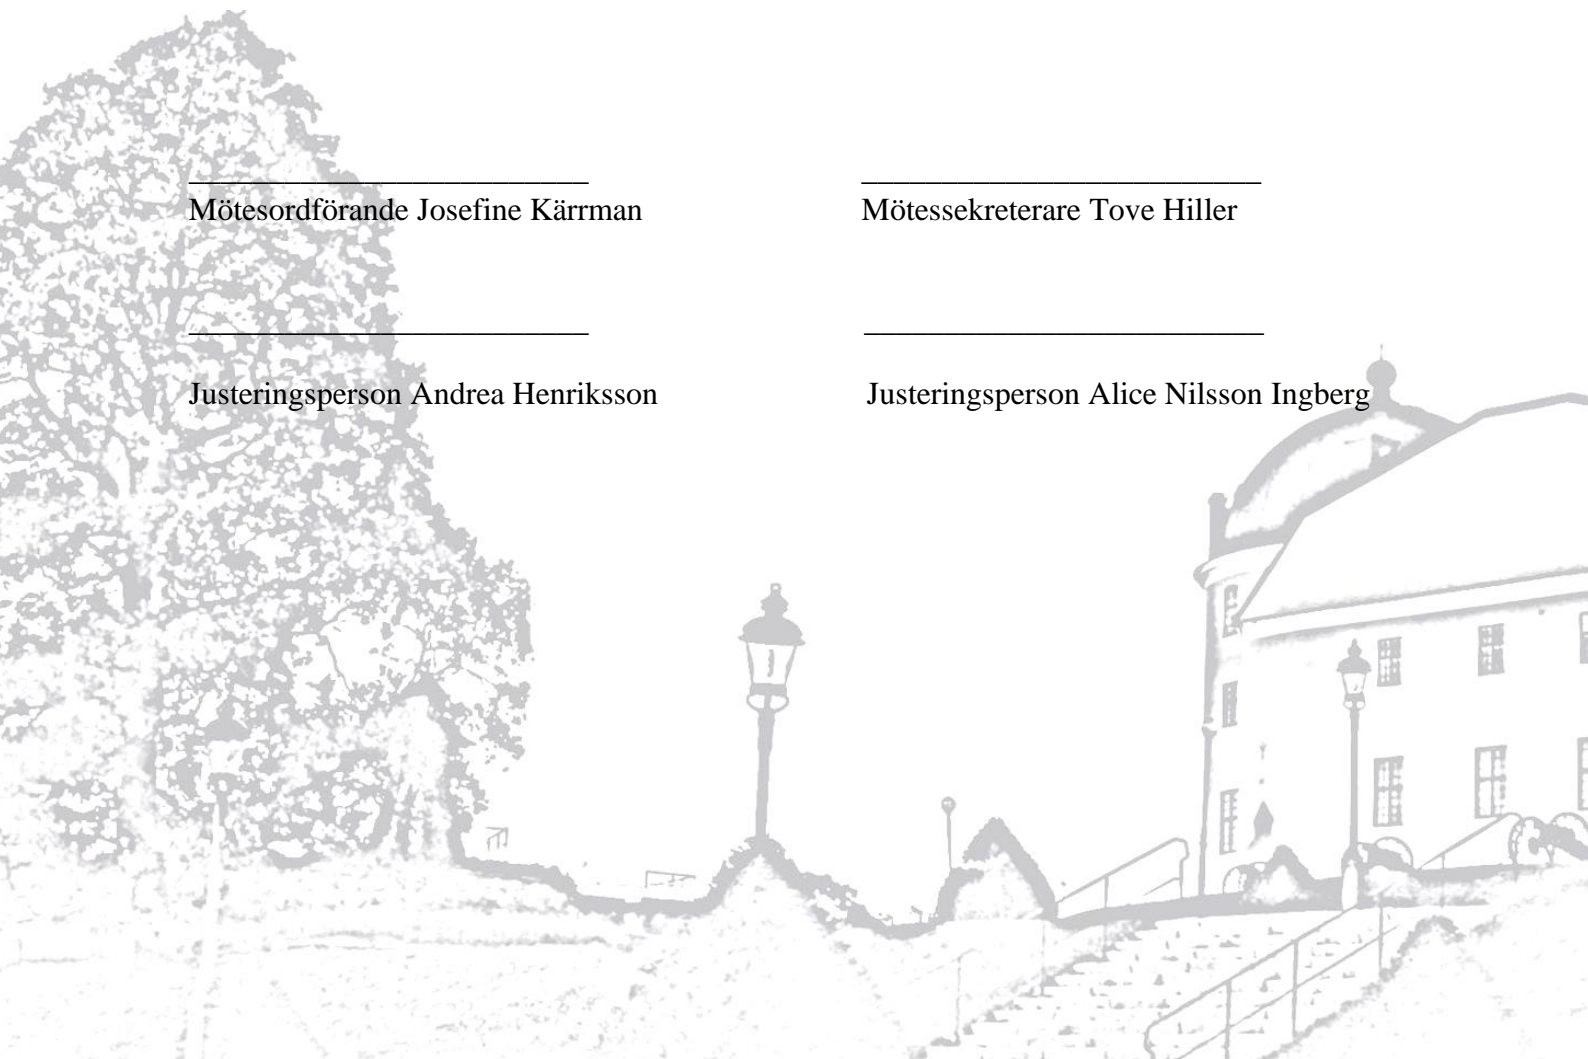 Mötesordförande Josefine Kärrman
Mötessekreterare Tove Hiller
Justeringsperson Andrea Henriksson
Justeringsperson Alice Nilsson Ingberg